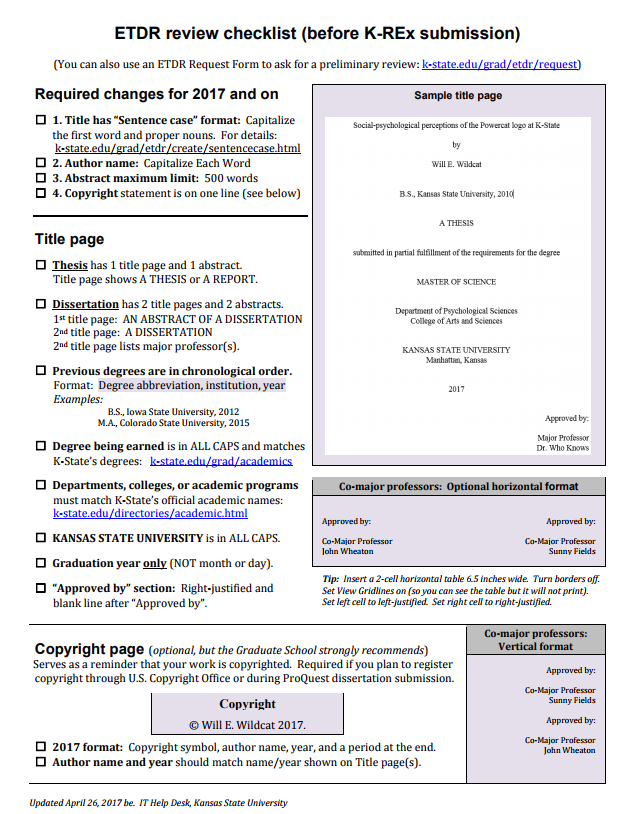 ETDR review checklist (before K-REx submission)
(You can also use an ETDR Request Form to ask for a preliminary review: k-state.edu/grad/etdr/request)
Required changes for 2017 and on
1. Title has “Sentence case” format: Capitalize
the first word and proper nouns. For details:
k-state.edu/grad/etdr/create/sentencecase.html
2. Author name: Capitalize Each Word
3. Abstract maximum limit: 500 words
4. Copyright statement is on one line (see below)
Title page
Thesis has 1 title page and 1 abstract.
Title page shows A THESIS or A REPORT.
Dissertation has 2 title pages and 2 abstracts.
1st title page: AN ABSTRACT OF A DISSERTATION
2nd title page: A DISSERTATION
2nd title page lists major professor(s).
Previous degrees are in chronological order.
Format: Degree abbreviation, institution, year
Examples:
B.S., Iowa State University, 2012
M.A., Colorado State University, 2015
Degree being earned is in ALL CAPS and matches
K-State’s degrees: k-state.edu/grad/academics
Departments, colleges, or academic programs
must match K-State’s official academic names:
k-state.edu/directories/academic.html
KANSAS STATE UNIVERSITY is in ALL CAPS.
Graduation year only (NOT month or day).
“Approved by” section: Right-justified and
blank line after “Approved by”.
Sample title page
Social-psychological perceptions of the Powercat logo at K-State
by
Will E. Wildcat
B.S., Kansas State University, 2010
A THESIS
submitted in partial fulfillment of the requirements for the degree
MASTER OF SCIENCE
Department of Psychological Sciences
College of Arts and Sciences
KANSAS STATE UNIVERSITY
Manhattan, Kansas
2017
Approved by:
Major Professor
Dr. Who Knows
Co-major professors: Optional horizontal format
Approved by: Approved by:
Co-Major Professor Co-Major Professor
John Wheaton Sunny Fields
Tip: Insert a 2-cell horizontal table 6.5 inches wide. Turn borders off.
Set View Gridlines on (so you can see the table but it will not print).
Set left cell to left-justified. Set right cell to right-justified.
Copyright page (optional, but the Graduate School strongly recommends)
Serves as a reminder that your work is copyrighted. Required if you plan to register
copyright through U.S. Copyright Office or during ProQuest dissertation submission.
Copyright
© Will E. Wildcat 2017.
2017 format: Copyright symbol, author name, year, and a period at the end.
Author name and year should match name/year shown on Title page(s).
Co-major professors:
Vertical format
Approved by:
Co-Major Professor
Sunny Fields
Approved by:
Co-Major Professor
John Wheaton
Updated April 26, 2017 be. IT Help Desk, Kansas State University